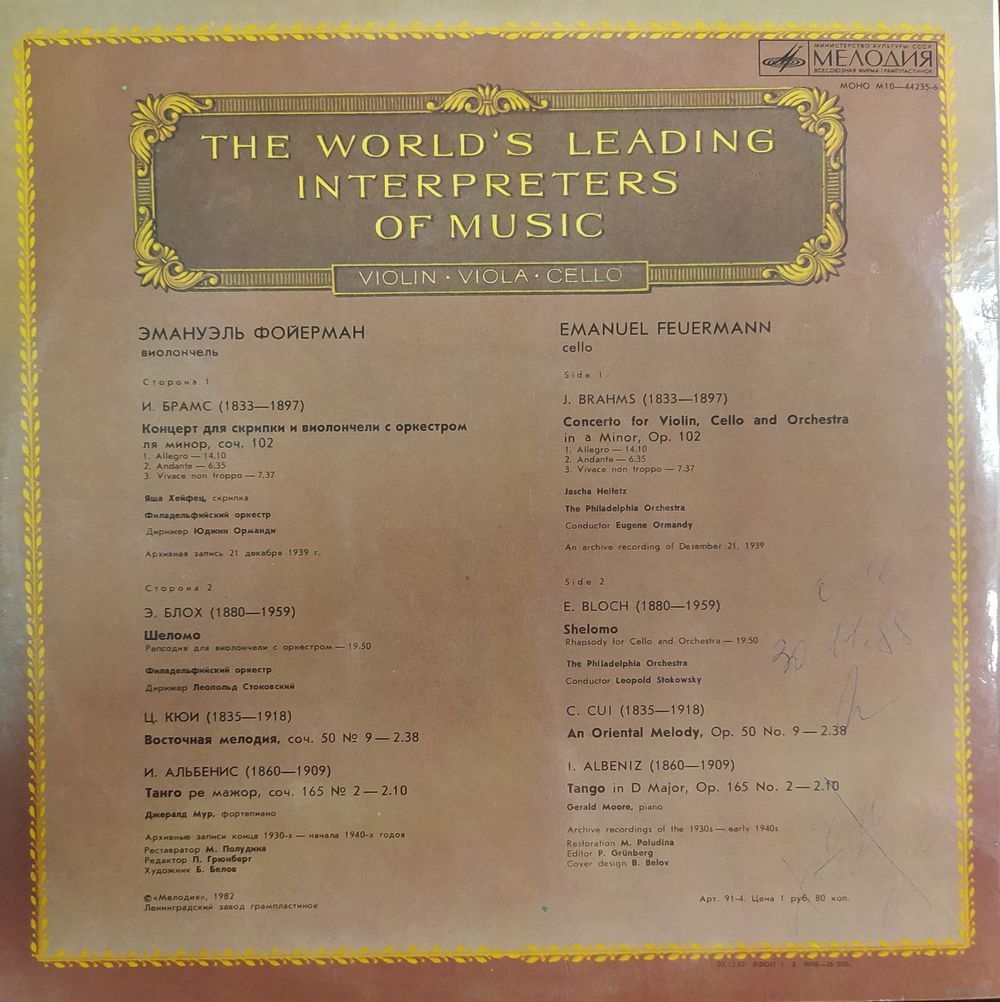 МИНИСТЕРСТВО КУЛЬТУРЫ СССР
МЕЛОДИЯ
ВСЕСОЮЗНАЯ ФИРМА ГРАМПЛАСТИНОК
МОНО М10—44235-6
THE WORLD'S LEADING
INTERPRETERS
OF MUSIC
VIOLIN · VIOLA · CELLO
ЭМАНУЭЛЬ ФОЙЕРМАН
виолончель
Сторона 1
И. БРАМС (1833—1897)
Концерт для скрипки и виолончели с оркестром
ля минор, соч. 102
1. Allegro — 14.10
2. Andante — 6.35
3. Vivace non troppo — 7.37
Яша Хейфец, скрипка
Филадельфийский оркестр
Дирижер Юджин Орманди
Архивная запись 21 декабря 1939 г.
Сторона 2
Э. БЛОХ (1880—1959)
Шеломо
Рапсодия для виолончели с оркестром — 19.50
Филадельфийский оркестр
Дирижер Леопольд Стоковский
Ц. КЮИ (1835—1918)
Восточная мелодия, соч. 50 № 9 — 2.38
И. АЛЬБЕНИС (1860—1909)
Танго ре мажор, соч. 165 № 2 — 2.10
Джералд Мур, фортепиано
Архивные записи конца 1930-х — начала 1940-х годов
Реставратор М. Полудина
Редактор П. Грюнберг
Художник Б. Белов
©«Мелодия», 1982
Ленинградский завод грампластинок
EMANUEL FEUERMANN
cello
Side 1
J. BRAHMS (1833—1897)
Concerto for Violin, Cello and Orchestra
in a Minor, Op. 102
1. Allegro — 14.10
2. Andante — 6.35
3. Vivace non troppo — 7.37
Jascha Heifetz
The Philadelphia Orchestra
Conductor Eugene Ormandy
An archive recording of Desember 21, 1939
Side 2
E. BLOCH (1880—1959)
Shelomo
Rhapsody for Cello and Orchestra — 19.50
The Philadelphia Orchestra
Conductor Leopold Stokowsky
C. CUI (1835—1918)
An Oriental Melody, Op. 50 No. 9 — 2.38
I. ALBENIZ (1860—1909)
Tango in D Major, Op. 165 No. 2 — 2.10
Gerald Moore, piano
Archive recordings of the 1930s — early 1940s
Restoration M. Poludina
Editor P. Grünberg
Cover design B. Belov
Арт. 91-4. Цена 1 руб. 80 коп.